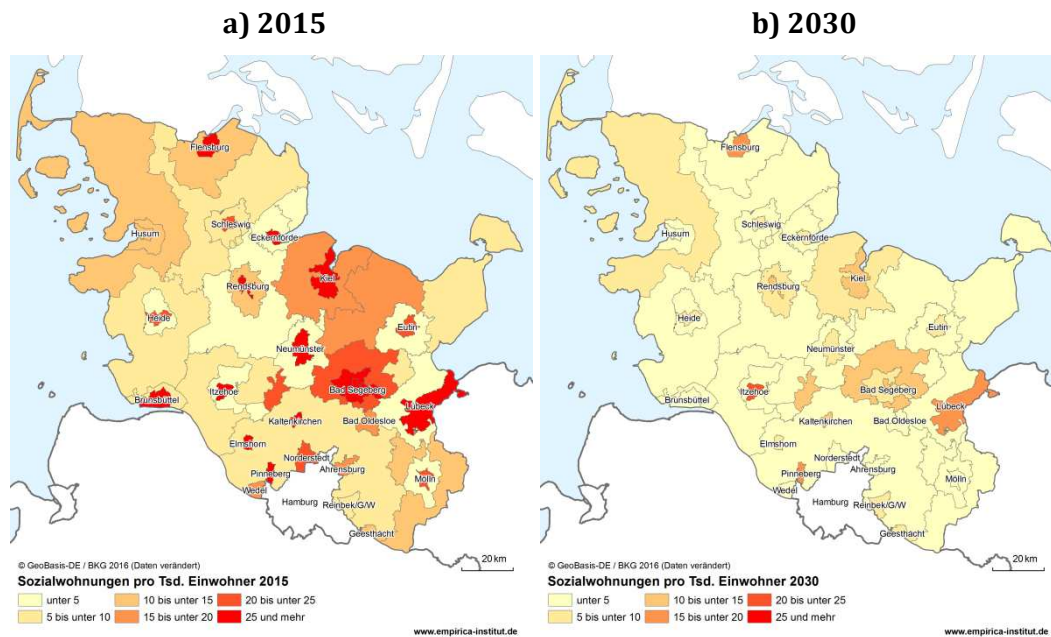 a) 2015
Flensburg
Schleswig
Husum
Eckernförde
Kiel
Rendsburg
Heide
Eutin
Neumünster
Itzehoe
Bad Segeberg
Brunsbüttel
Lübeck
Kaltenkirchen
Bad Oldesloe
Elmshorn
Norderstedt
Ahrensburg
Pinneberg
Mölln
Wedel
Hamburg
Reinbek/G/W
Geesthacht
20 km
© GeoBasis-DE / BKG 2016 (Daten verändert)
Sozialwohnungen pro Tsd. Einwohner 2015
unter 5
10 bis unter 15
20 bis unter 25
5 bis unter 10
15 bis unter 20
25 und mehr
www.empirica-institut.de
b) 2030
Flensburg
Schleswig
Husum
Eckernförde
Kiel
Rendsburg
Heide
Eutin
Neumünster
Itzehoe
Bad Segeberg
Brunsbüttel
Lübeck
Kaltenkirchen
Bad Oldesloe
Elmshorn
Norderstedt
Ahrensburg
Pinneberg
Mölln
Wedel
Hamburg
Reinbek/G/W
Geesthacht
20 km
© GeoBasis-DE / BKG 2016 (Daten verändert)
Sozialwohnungen pro Tsd. Einwohner 2030
unter 5
10 bis unter 15
20 bis unter 25
5 bis unter 10
15 bis unter 20
25 und mehr
www.empirica-institut.de